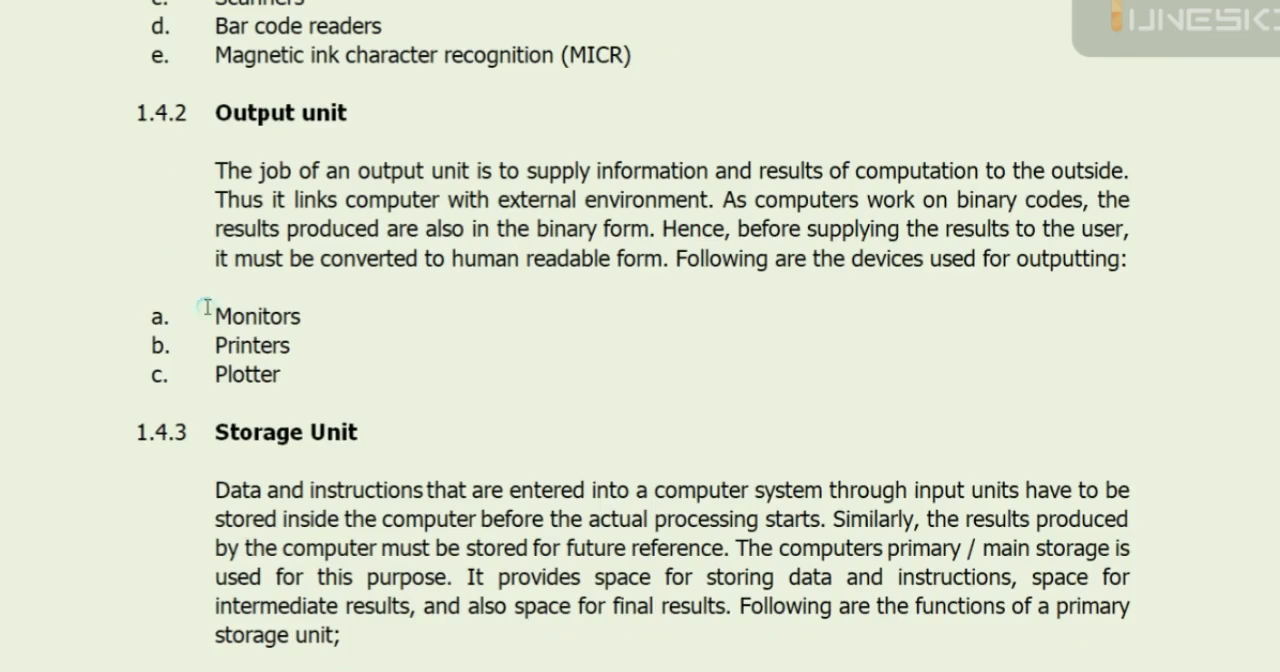 c. Scanners
d. Bar code readers
e. Magnetic ink character recognition (MICR)
1.4.2 Output unit
The job of an output unit is to supply information and results of computation to the outside.
Thus it links computer with external environment. As computers work on binary codes, the
results produced are also in the binary form. Hence, before supplying the results to the user,
it must be converted to human readable form. Following are the devices used for outputting:
a. Monitors
b. Printers
c. Plotter
1.4.3 Storage Unit
Data and instructions that are entered into a computer system through input units have to be
stored inside the computer before the actual processing starts. Similarly, the results produced
by the computer must be stored for future reference. The computers primary / main storage is
used for this purpose. It provides space for storing data and instructions, space for
intermediate results, and also space for final results. Following are the functions of a primary
storage unit;